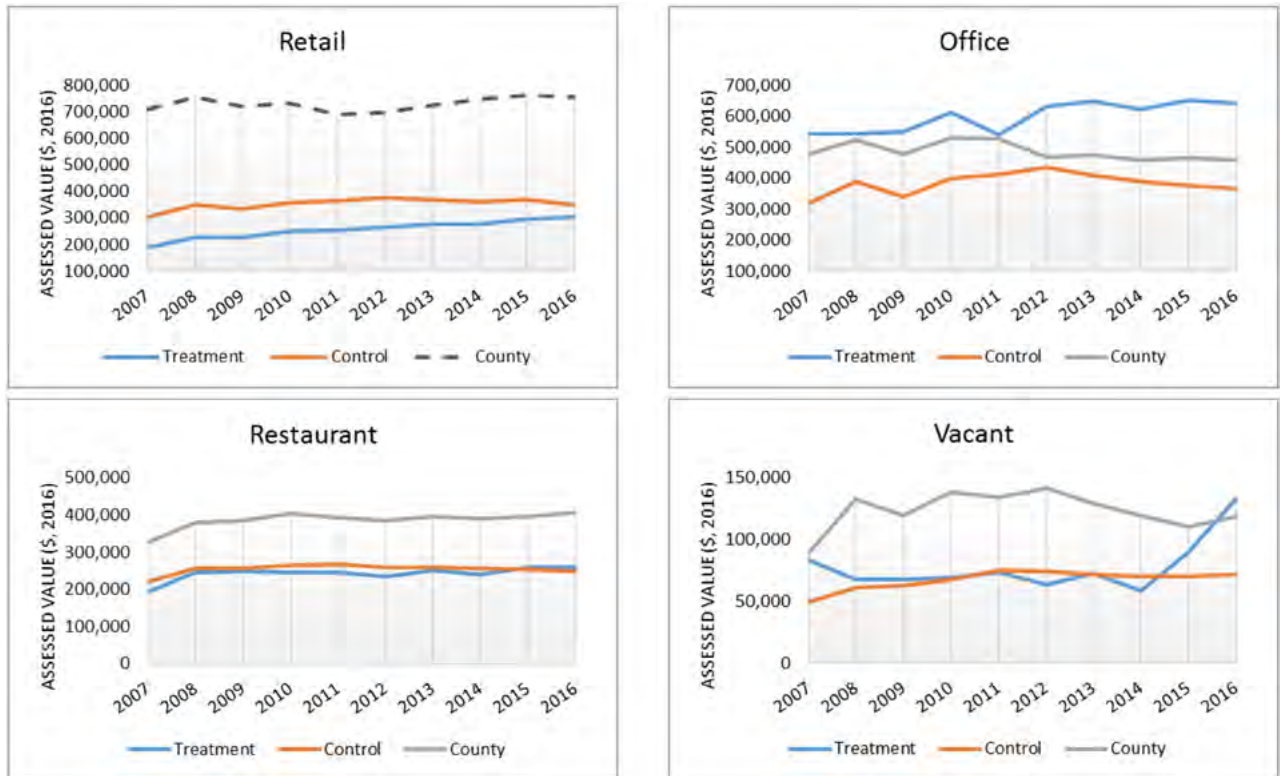 Retail
ASSESSED VALUE ($, 2016)
800,000
700,000
600,000
500,000
400,000
300,000
200,000
100,000
2007 2008 2009 2010 2011 2012 2013 2014 2015 2016
Treatment Control County
Office
ASSESSED VALUE ($, 2016)
700,000
600,000
500,000
400,000
300,000
200,000
100,000
2007 2008 2009 2010 2011 2012 2013 2014 2015 2016
Treatment Control County
Restaurant
ASSESSED VALUE ($, 2016)
500,000
400,000
300,000
200,000
100,000
0
2007 2008 2009 2010 2011 2012 2013 2014 2015 2016
Treatment Control County
Vacant
ASSESSED VALUE ($, 2016)
150,000
100,000
50,000
0
2007 2008 2009 2010 2011 2012 2013 2014 2015 2016
Treatment Control County